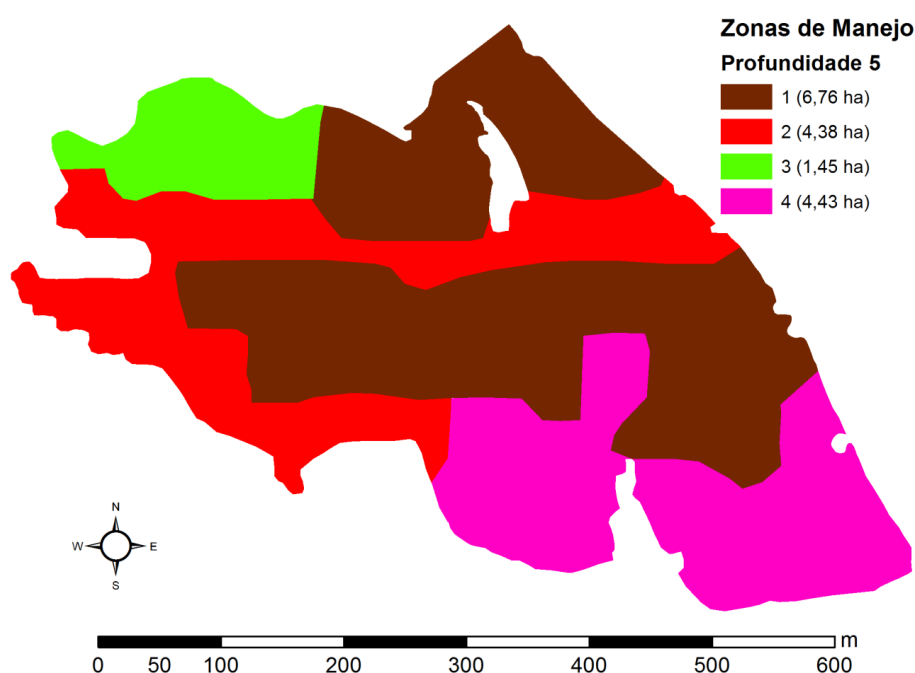 Zonas de Manejo
Profundidade 5
1 (6,76 ha)
2 (4,38 ha)
3 (1,45 ha)
4 (4,43 ha)
N
W E
S
m
0 50 100 200 300 400 500 600